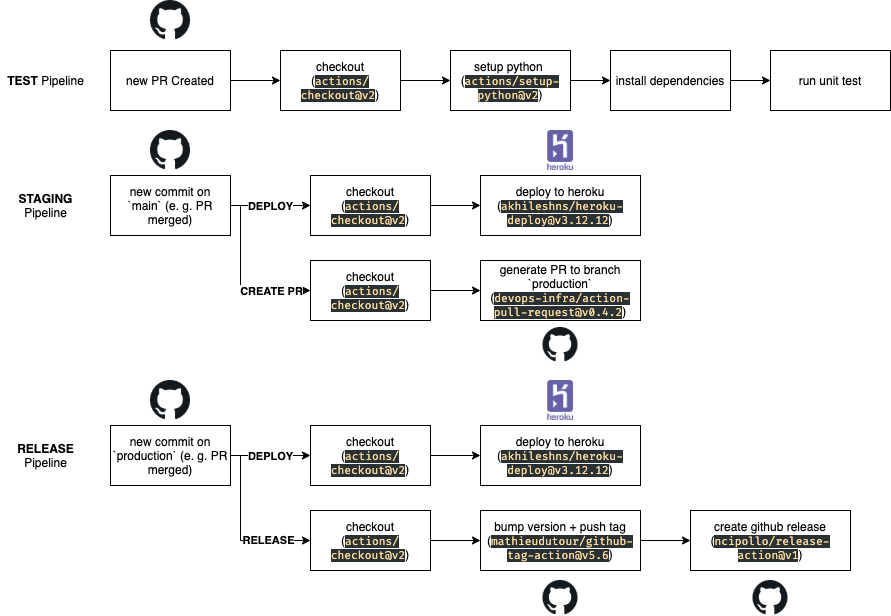 TEST Pipeline
new PR Created
checkout
(actions/
checkout@v2)
setup python
(actions/setup-
python@v2)
install dependencies
run unit test
STAGING
Pipeline
new commit on
`main` (e. g. PR
merged)
DEPLOY
checkout
(actions/
checkout@v2)
heroku
deploy to heroku
(akhileshns/heroku-
deploy@v3.12.12)
CREATE PR
checkout
(actions/
checkout@v2)
generate PR to branch
`production`
(devops-infra/action-
pull-request@v0.4.2)
RELEASE
Pipeline
new commit on
`production` (e. g. PR
merged)
DEPLOY
checkout
(actions/
checkout@v2)
heroku
deploy to heroku
(akhileshns/heroku-
deploy@v3.12.12)
RELEASE
checkout
(actions/
checkout@v2)
bump version + push tag
(mathieudutour/github-
tag-action@v5.6)
create github release
(ncipollo/release-
action@v1)